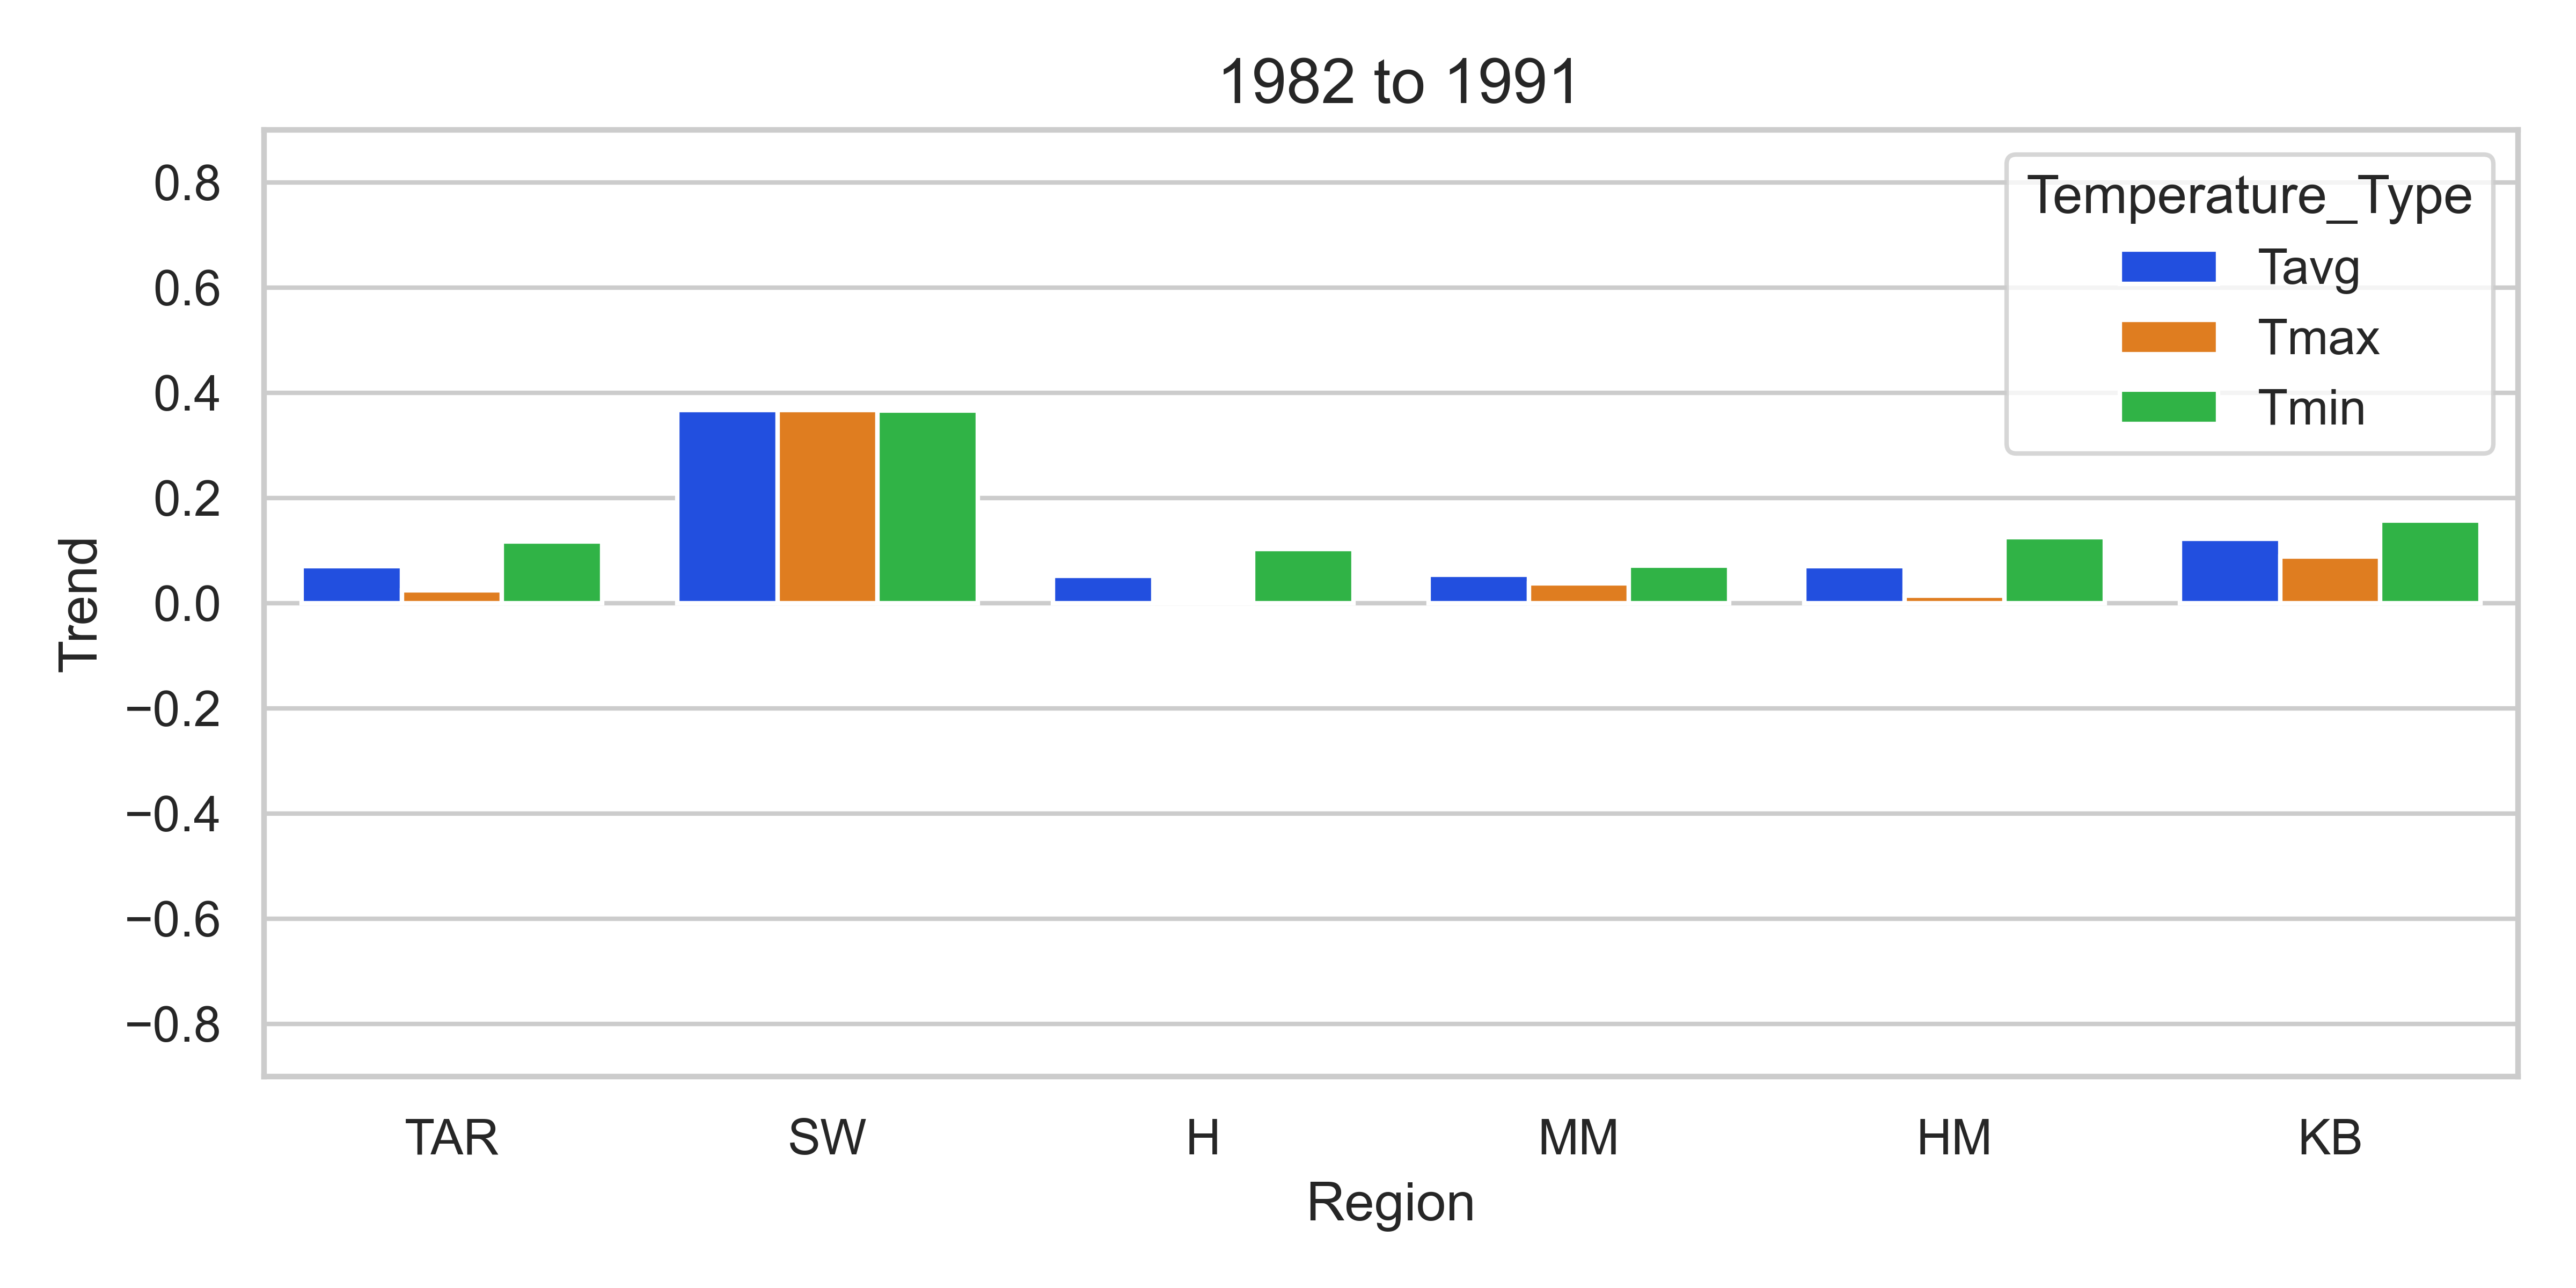 1982 to 1991
Temperature_Type
Tavg
Tmax
Tmin
Trend
0.8
0.6
0.4
0.2
0.0
−0.2
−0.4
−0.6
−0.8
TAR SW H MM HM KB
Region